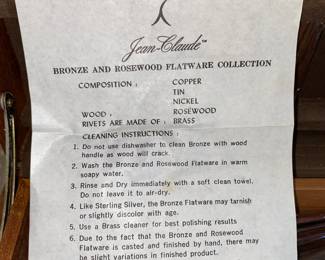 Jean-Claude™
BRONZE AND ROSEWOOD FLATWARE COLLECTION
COMPOSITION : COPPER
TIN
NICKEL
WOOD : ROSEWOOD
RIVETS ARE MADE OF : BRASS
CLEANING INSTRUCTIONS :
1. Do not use dishwasher to clean Bronze with wood
handle as wood will crack.
2. Wash the Bronze and Rosewood Flatware in warm
soapy water.
3. Rinse and Dry immediately with a soft clean towel.
Do not leave it to air-dry.
4. Like Sterling Silver, the Bronze Flatware may tarnish
or slightly discolor with age.
5. Use a Brass cleaner for best polishing results
6. Due to the fact that the Bronze and Rosewood
Flatware is casted and finished by hand, there may
be slight variations in finished product.